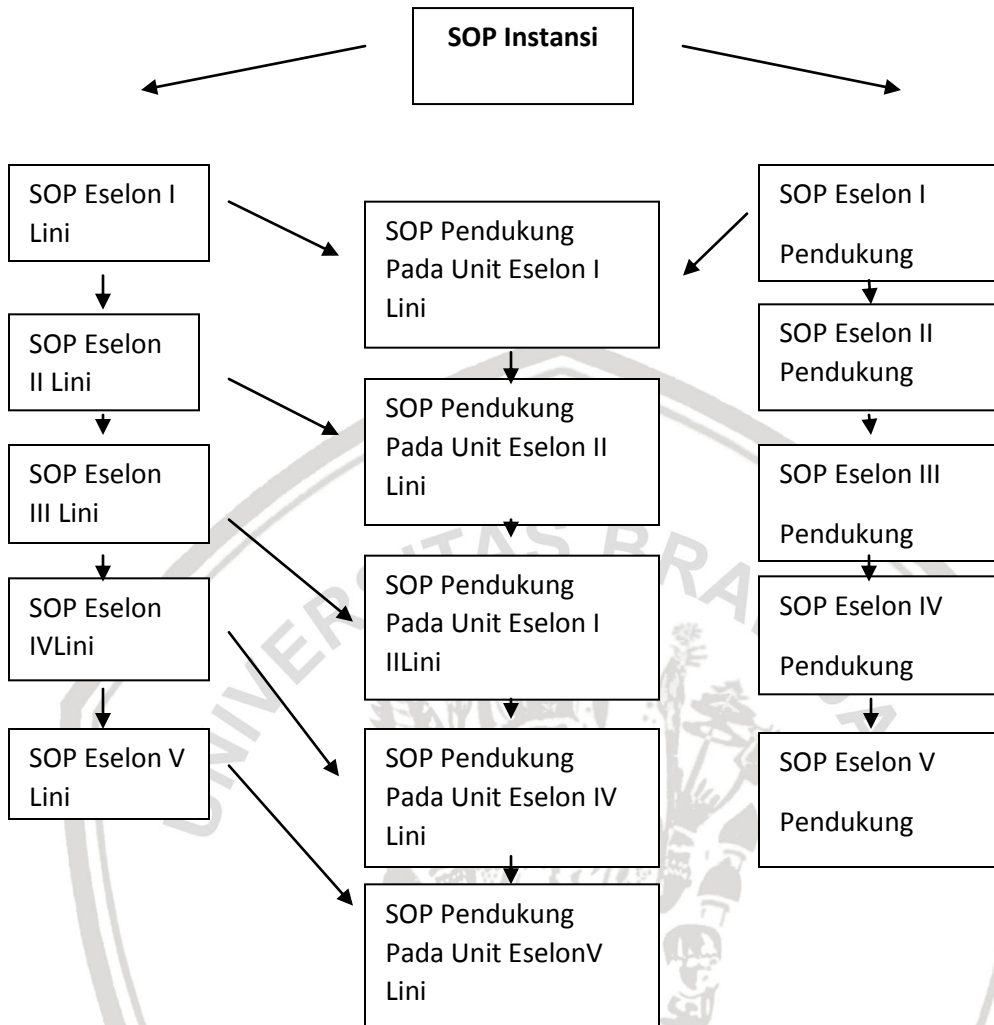 SOP Instansi
SOP Eselon I
Lini
SOP Eselon
II Lini
SOP Eselon
III Lini
SOP Eselon
IVLini
SOP Eselon V
Lini
SOP Pendukung
Pada Unit Eselon I
Lini
SOP Pendukung
Pada Unit Eselon II
Lini
SOP Pendukung
Pada Unit Eselon I
IILini
SOP Pendukung
Pada Unit Eselon IV
Lini
SOP Pendukung
Pada Unit EselonV
Lini
SOP Eselon I
Pendukung
SOP Eselon II
Pendukung
SOP Eselon III
Pendukung
SOP Eselon IV
Pendukung
SOP Eselon V
Pendukung